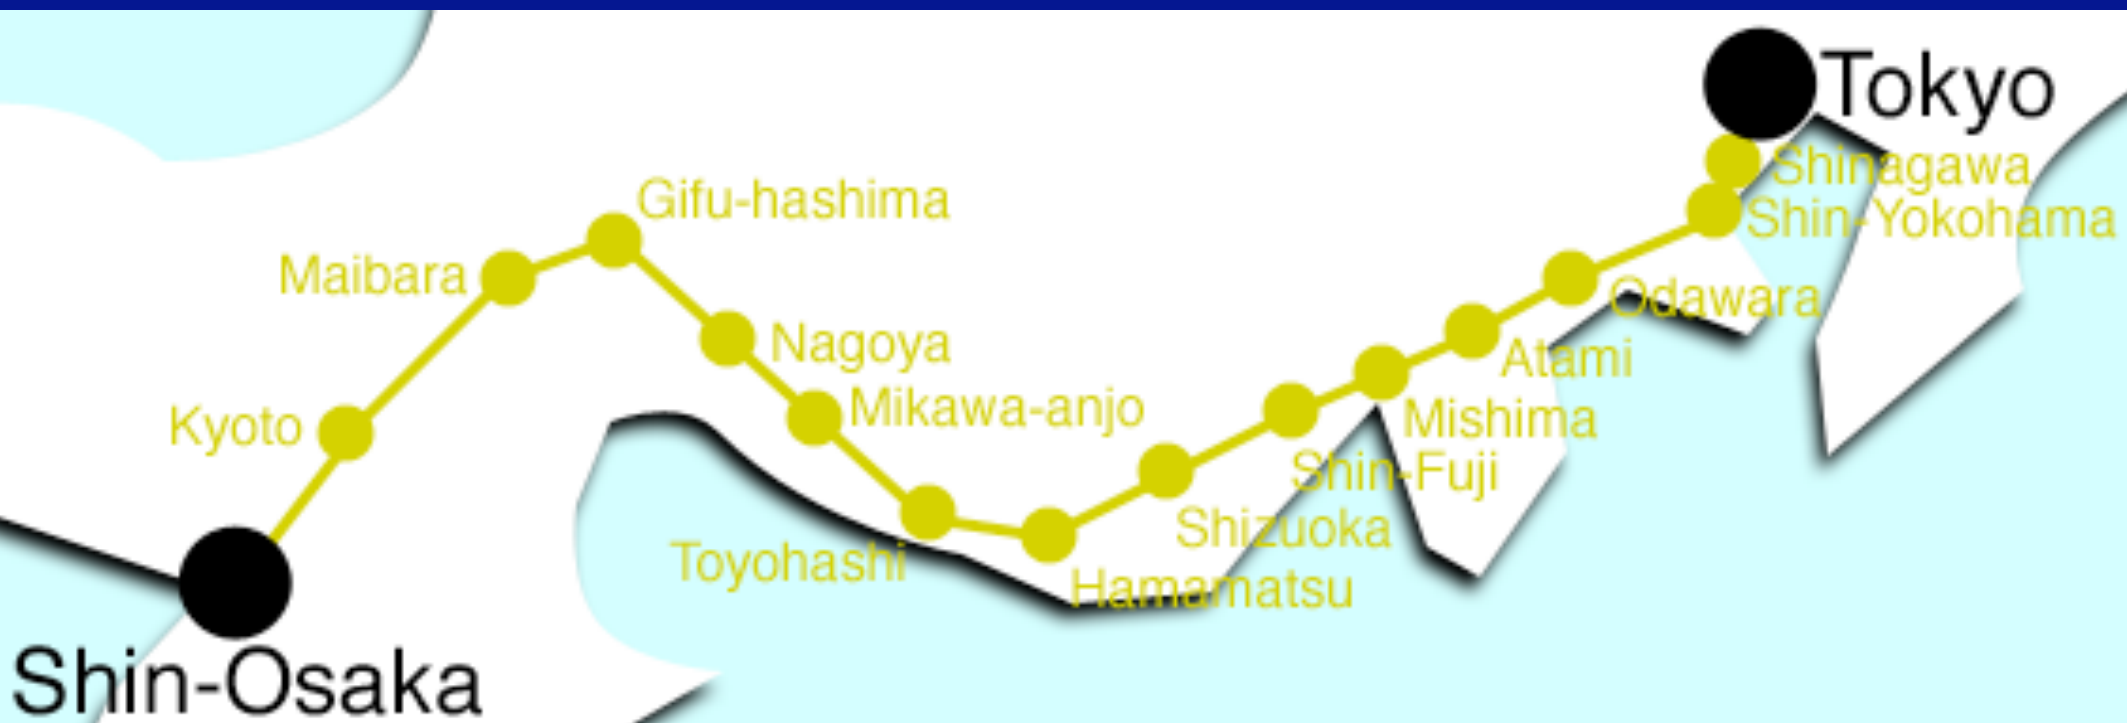 Tokyo
Shinagawa
Shin-Yokohama
Gifu-hashima
Maibara
Odawara
Nagoya
Atami
Mikawa-anjo
Kyoto
Mishima
Shin-Fuji
Shizuoka
Toyohashi
Hamamatsu
Shin-Osaka